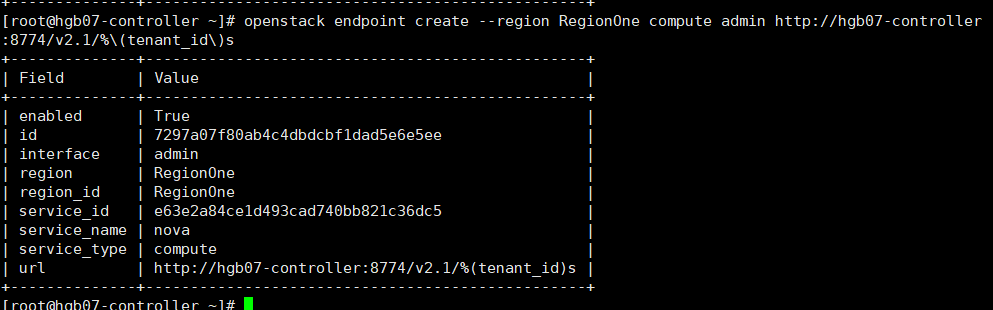 +--------------+------------------------------------------------+
[root@hgb07-controller ~]# openstack endpoint create --region RegionOne compute admin http://hgb07-controller
:8774/v2.1/%\(tenant_id\)s
+--------------+------------------------------------------------+
| Field        | Value                                          |
+--------------+------------------------------------------------+
| enabled      | True                                           |
| id           | 7297a07f80ab4c4dbdcbf1dad5e6e5ee               |
| interface    | admin                                          |
| region       | RegionOne                                      |
| region_id    | RegionOne                                      |
| service_id   | e63e2a84ce1d493cad740bb821c36dc5               |
| service_name | nova                                           |
| service_type | compute                                        |
| url          | http://hgb07-controller:8774/v2.1/%(tenant_id)s |
+--------------+------------------------------------------------+
[root@hgb07-controller ~]#